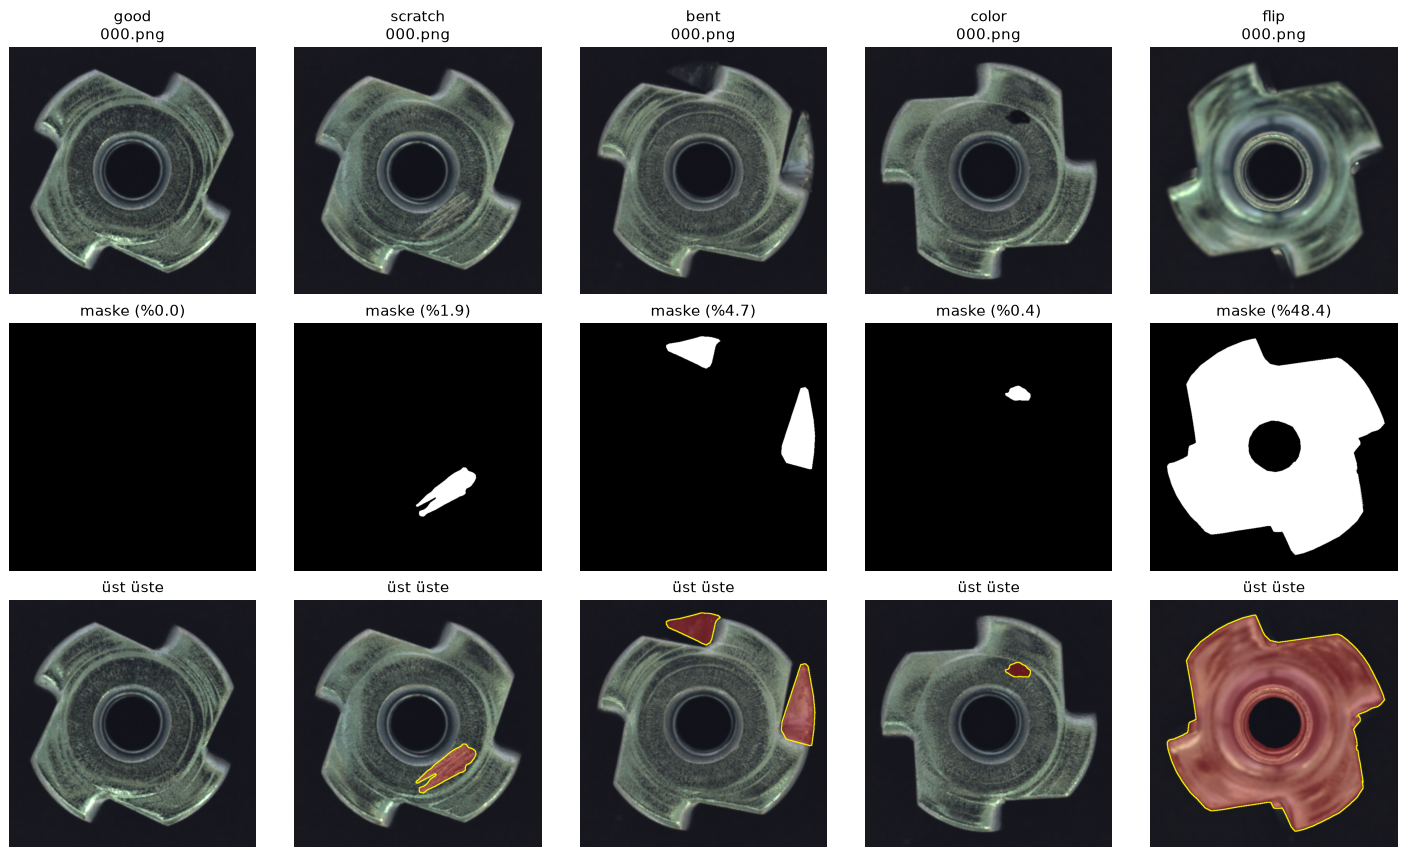 good
000.png
scratch
000.png
bent
000.png
color
000.png
flip
000.png
maske (%0.0)
maske (%1.9)
maske (%4.7)
maske (%0.4)
maske (%48.4)
üst üste
üst üste
üst üste
üst üste
üst üste